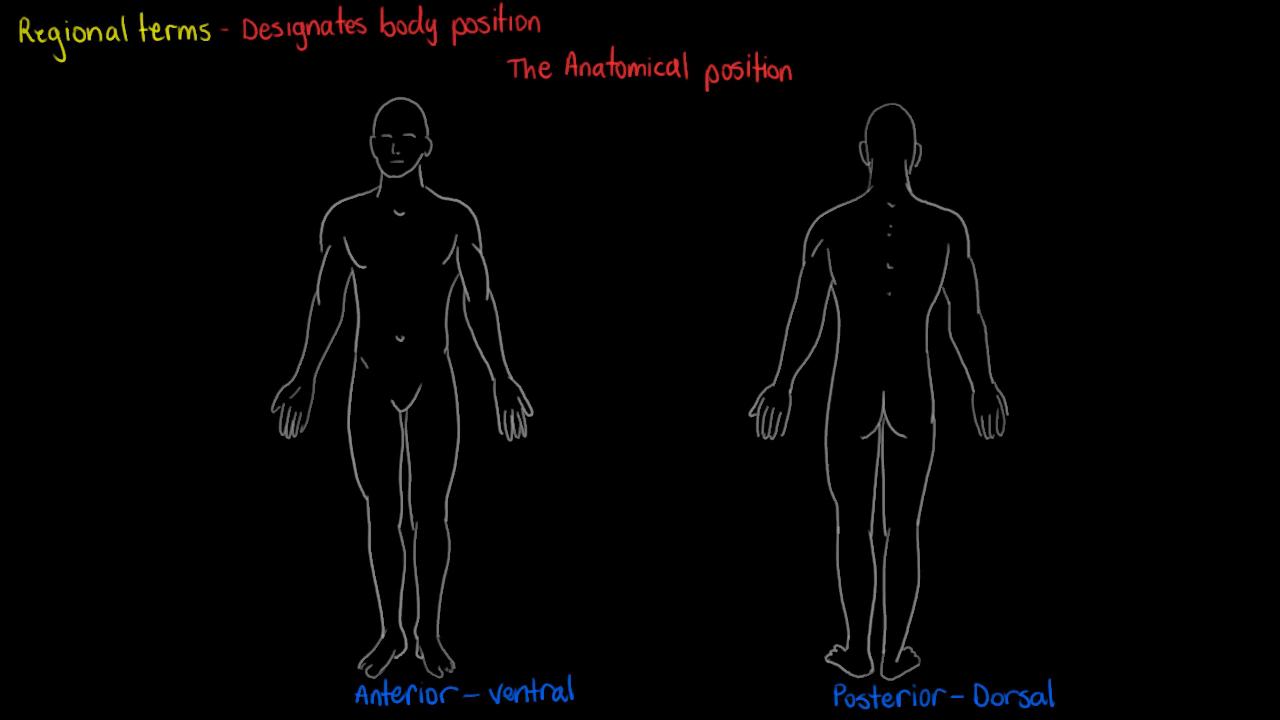 Regional terms - Designates body position
The Anatomical position
Anterior - ventral
Posterior - Dorsal